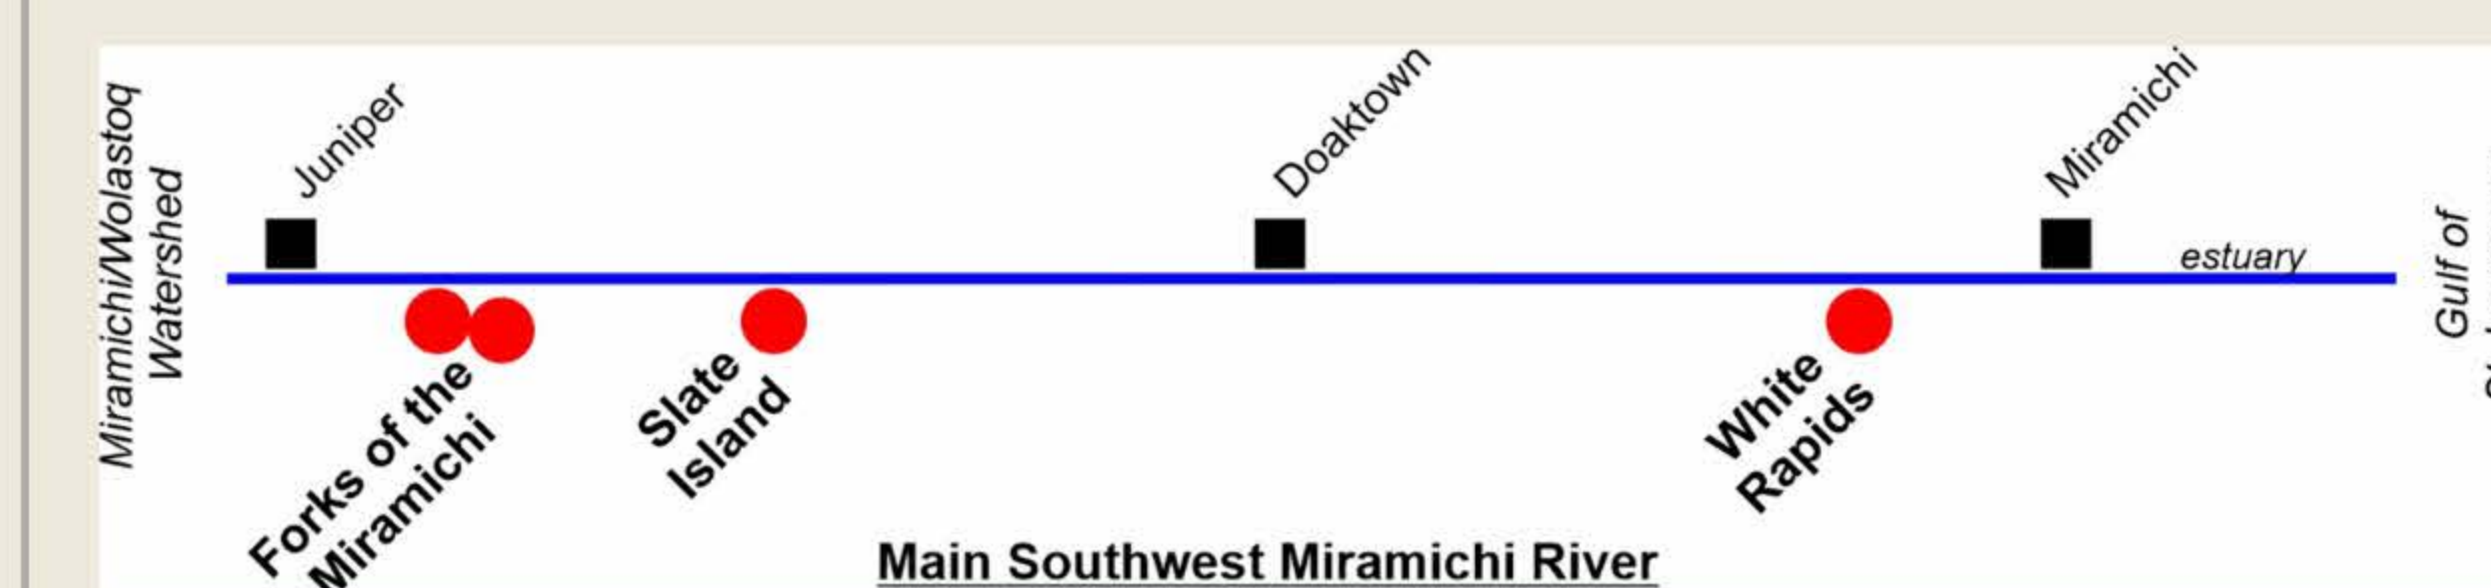 Miramichi/Wolastoq
Watershed
Juniper
Doaktown
Miramichi
estuary
Gulf of
Forks of the
Miramichi
Slate
Island
White
Rapids
Main Southwest Miramichi River